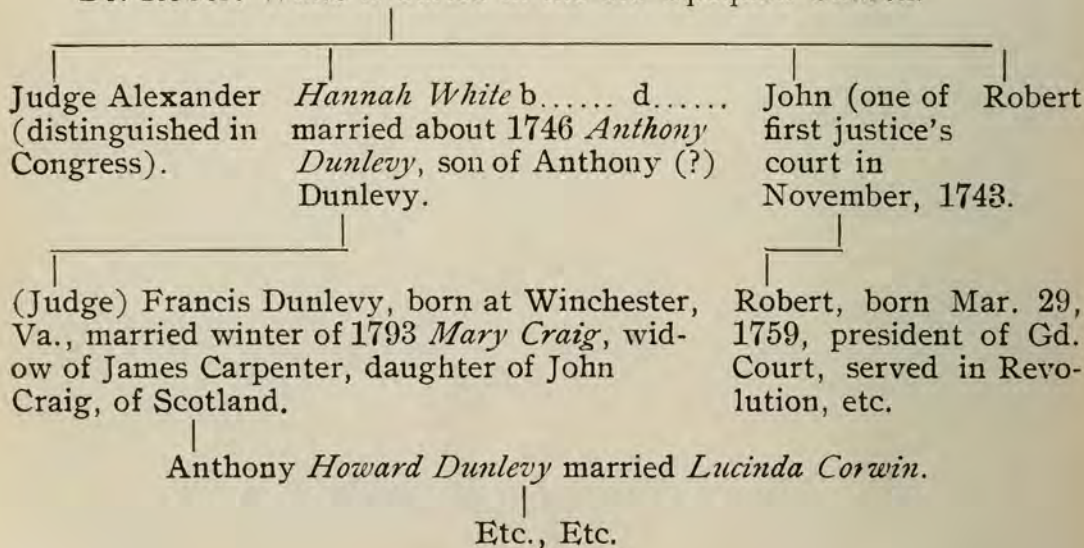 Judge Alexander
(distinguished in
Congress).
Hannah White b...... d......
married about 1746 Anthony
Dunlevy, son of Anthony (?)
Dunlevy.
John (one of
first justice's
court in
November, 1743.
Robert
(Judge) Francis Dunlevy, born at Winchester,
Va., married winter of 1793 Mary Craig, wid-
ow of James Carpenter, daughter of John
Craig, of Scotland.
Robert, born Mar. 29,
1759, president of Gd.
Court, served in Revo-
lution, etc.
Anthony Howard Dunlevy married Lucinda Corwin.
Etc., Etc.